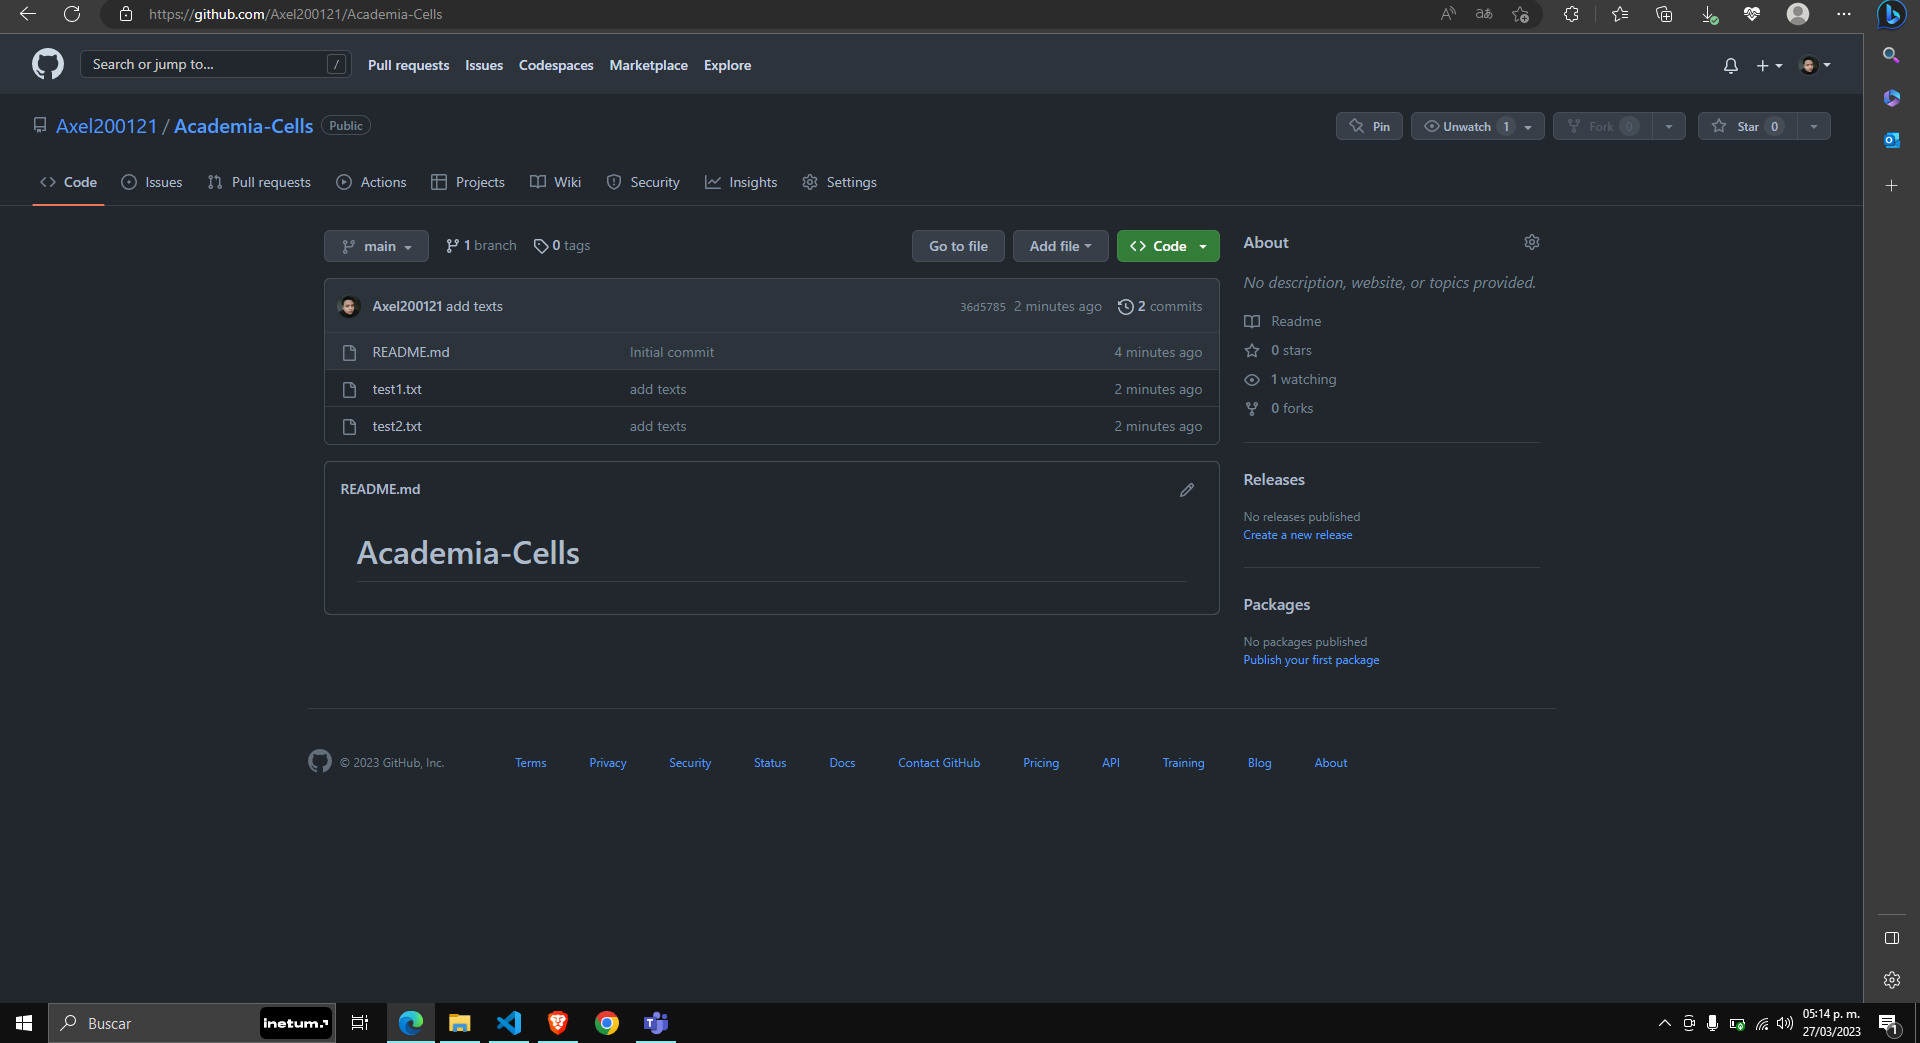 https://github.com/Axel200121/Academia-Cells
Search or jump to... /
Pull requests Issues Codespaces Marketplace Explore
Axel200121 / Academia-Cells Public
Pin Unwatch 1 Fork 0 Star 0
Code Issues Pull requests Actions Projects Wiki Security Insights Settings
main 1 branch 0 tags Go to file Add file Code
Axel200121 add texts 36d5785 2 minutes ago 2 commits
README.md Initial commit 4 minutes ago
test1.txt add texts 2 minutes ago
test2.txt add texts 2 minutes ago
README.md
Academia-Cells
About
No description, website, or topics provided.
Readme
0 stars
1 watching
0 forks
Releases
No releases published
Create a new release
Packages
No packages published
Publish your first package
© 2023 GitHub, Inc. Terms Privacy Security Status Docs Contact GitHub Pricing API Training Blog About
Buscar inetum. 05:14 p. m.
27/03/2023
1